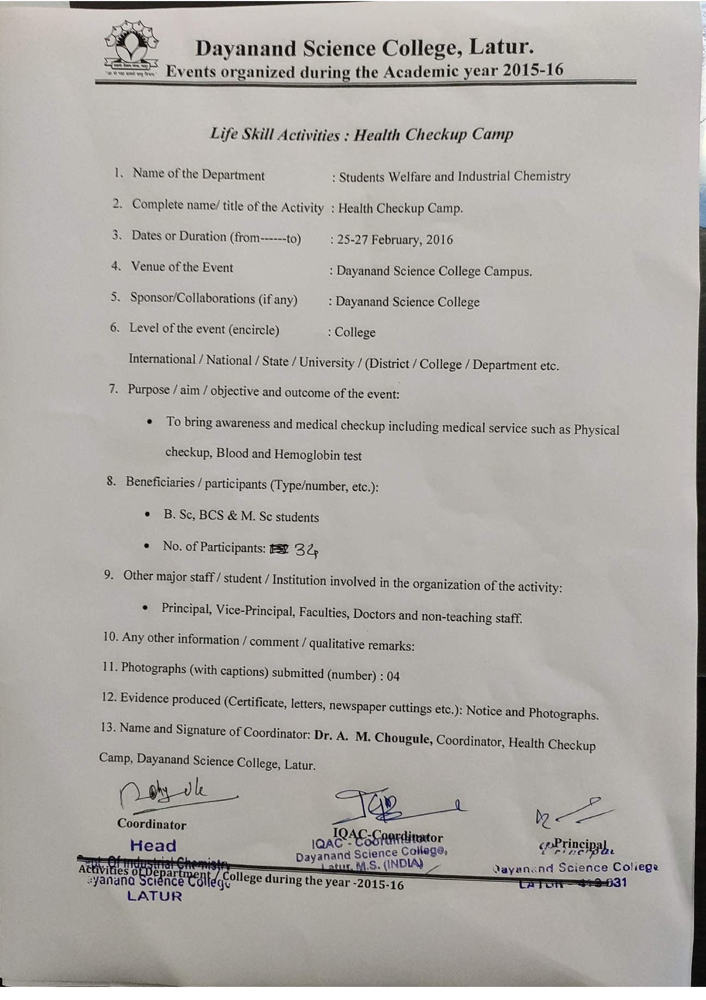 Dayanand Science College, Latur.
Events organized during the Academic year 2015-16
Life Skill Activities : Health Checkup Camp
1. Name of the Department : Students Welfare and Industrial Chemistry
2. Complete name/ title of the Activity : Health Checkup Camp.
3. Dates or Duration (from------to) : 25-27 February, 2016
4. Venue of the Event : Dayanand Science College Campus.
5. Sponsor/Collaborations (if any) : Dayanand Science College
6. Level of the event (encircle) : College
International / National / State / University / (District / College / Department etc.
7. Purpose / aim / objective and outcome of the event:
• To bring awareness and medical checkup including medical service such as Physical
checkup, Blood and Hemoglobin test
8. Beneficiaries / participants (Type/number, etc.):
• B. Sc, BCS & M. Sc students
• No. of Participants: 34
9. Other major staff / student / Institution involved in the organization of the activity:
• Principal, Vice-Principal, Faculties, Doctors and non-teaching staff.
10. Any other information / comment / qualitative remarks:
11. Photographs (with captions) submitted (number) : 04
12. Evidence produced (Certificate, letters, newspaper cuttings etc.): Notice and Photographs.
13. Name and Signature of Coordinator: Dr. A. M. Chougule, Coordinator, Health Checkup
Camp, Dayanand Science College, Latur.
Coordinator IQAC-Coordinator Principal
Head IQAC - Coordinator Principal
Dept. Of Industrial Chemistry Dayanand Science College, Dayanand Science College
Latur, M.S. (INDIA)
Activities of Department / College during the year -2015-16
Dayanand Science College LATUR - 413 531
LATUR